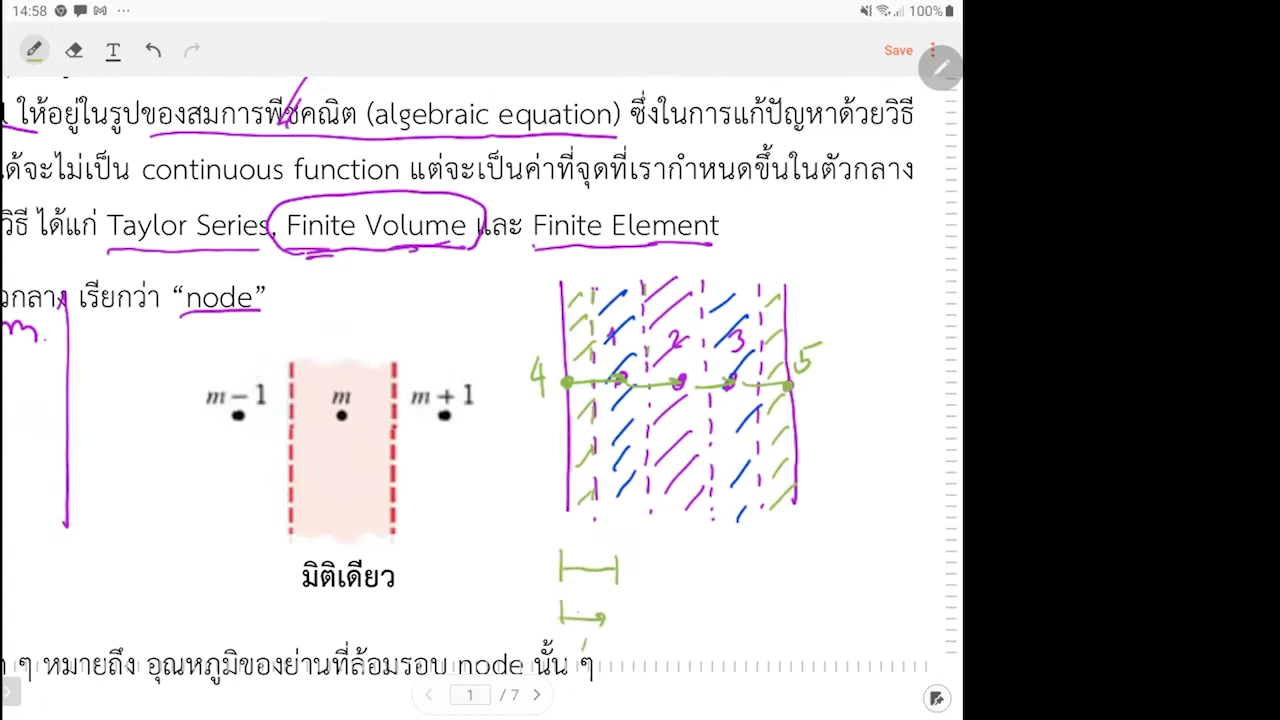 14:58
100%
T
Save
ให้อยู่ในรูปของสมการพีชคณิต (algebraic equation) ซึ่งในการแก้ปัญหาด้วยวิธี
ได้จะไม่เป็น continuous function แต่จะเป็นค่าที่จุดที่เรากำหนดขึ้นในตัวกลาง
วิธี ได้แก่ Taylor Series, Finite Volume และ Finite Element
เรียกว่า “node”
m.
1 2 3
4 5
m − 1 m m + 1
มิติเดียว
ๆ หมายถึง อุณหภูมิของย่านที่ล้อมรอบ node นั้น ๆ
1 / 7